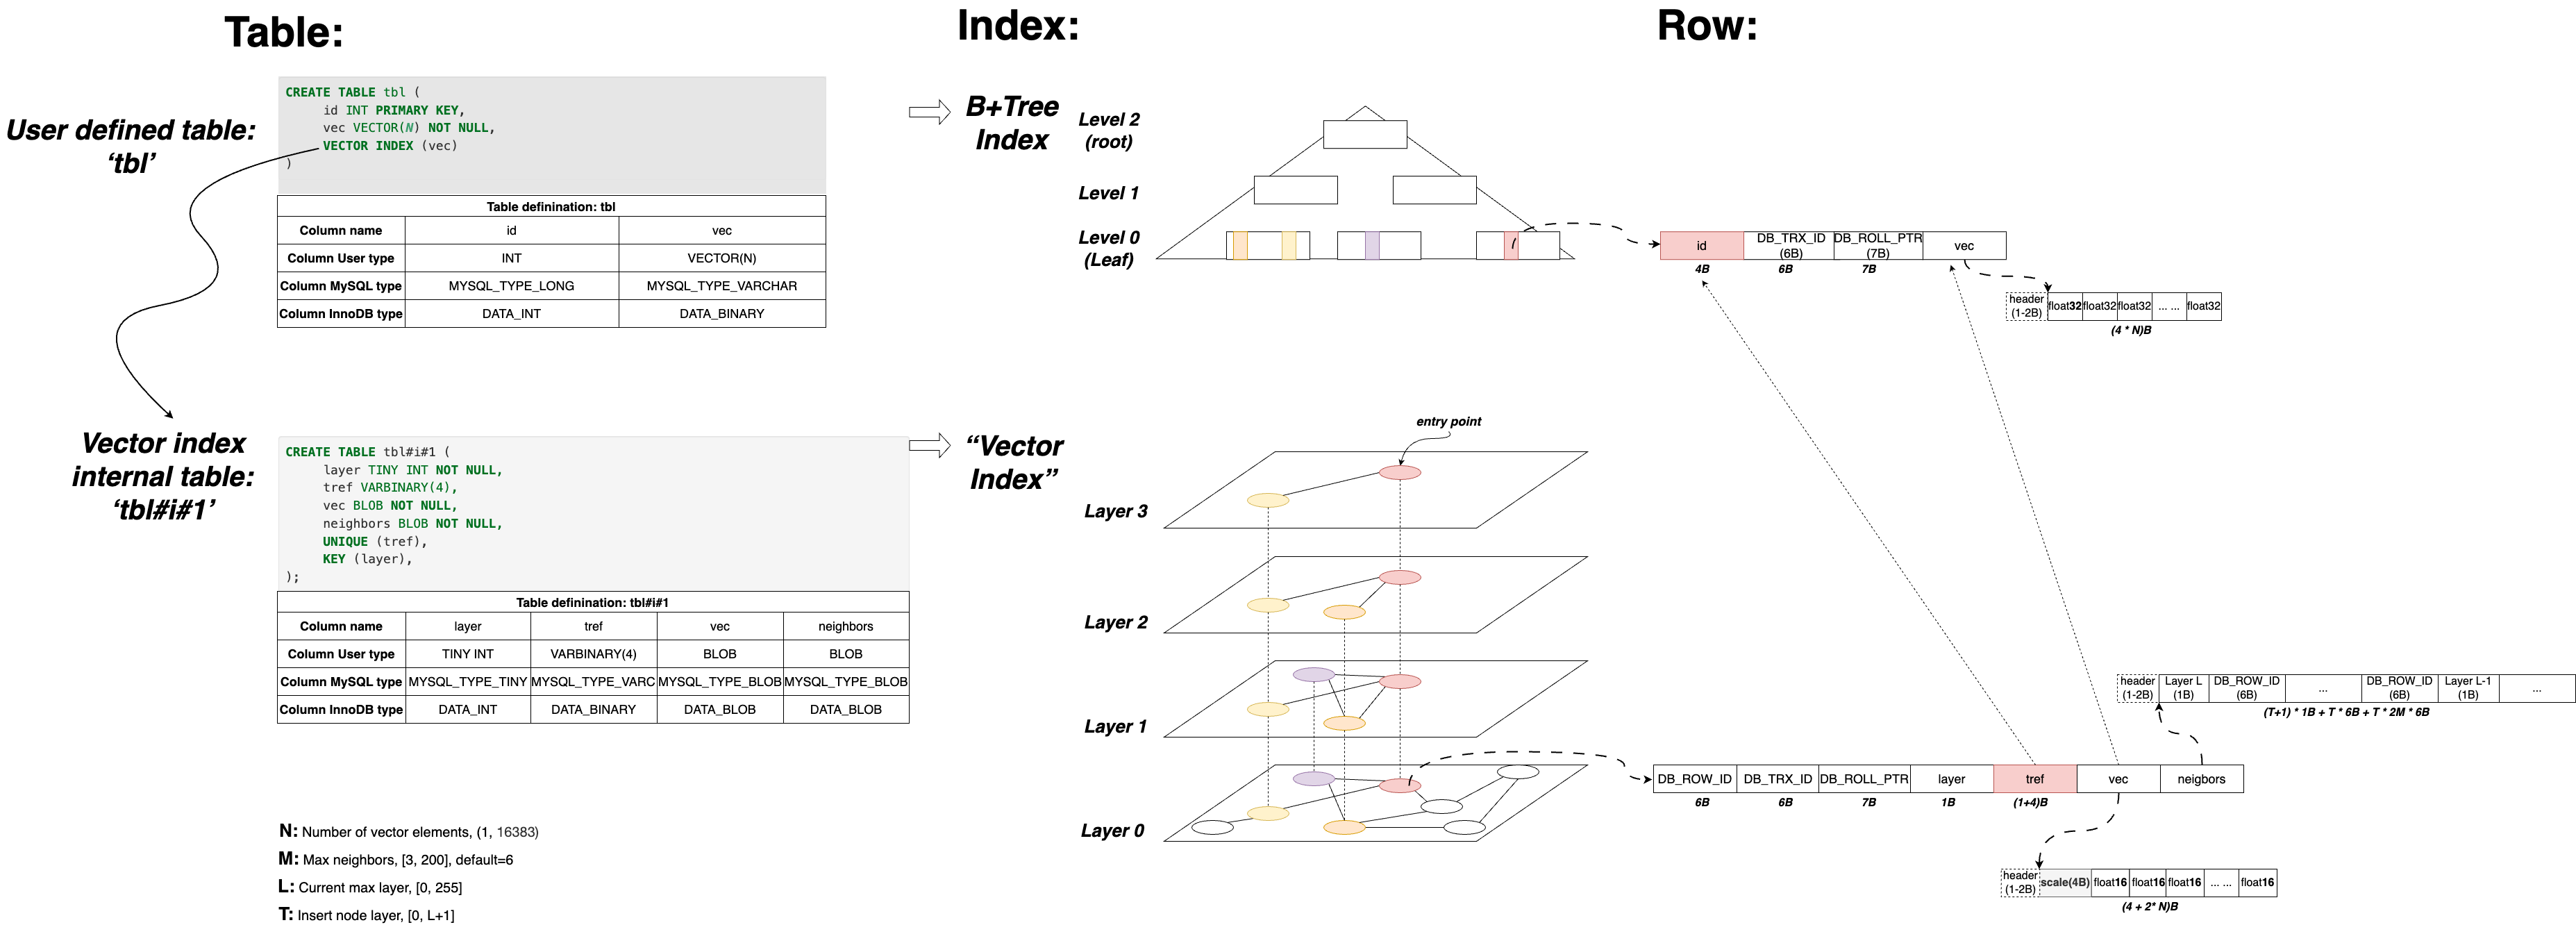 Table:
Index:
Row:
User defined table:
‘tbl’
CREATE TABLE tbl (
id INT PRIMARY KEY,
vec VECTOR(N) NOT NULL,
VECTOR INDEX (vec)
)
Table definination: tbl
Column name id vec
Column User type INT VECTOR(N)
Column MySQL type MYSQL_TYPE_LONG MYSQL_TYPE_VARCHAR
Column InnoDB type DATA_INT DATA_BINARY
B+Tree
Index
Level 2
(root)
Level 1
Level 0
(Leaf)
id DB_TRX_ID
(6B) DB_ROLL_PTR
(7B) vec
4B 6B 7B
header
(1-2B) float32 float32 float32 ... ... float32
(4 * N)B
Vector index
internal table:
‘tbl#i#1’
CREATE TABLE tbl#i#1 (
layer TINY INT NOT NULL,
tref VARBINARY(4),
vec BLOB NOT NULL,
neighbors BLOB NOT NULL,
UNIQUE (tref),
KEY (layer),
);
Table definination: tbl#i#1
Column name layer tref vec neighbors
Column User type TINY INT VARBINARY(4) BLOB BLOB
Column MySQL type MYSQL_TYPE_TINY MYSQL_TYPE_VARC MYSQL_TYPE_BLOB MYSQL_TYPE_BLOB
Column InnoDB type DATA_INT DATA_BINARY DATA_BLOB DATA_BLOB
“Vector
Index”
entry point
Layer 3
Layer 2
Layer 1
Layer 0
header
(1-2B) Layer L
(1B) DB_ROW_ID
(6B) ... DB_ROW_ID
(6B) Layer L-1
(1B) ...
(T+1) * 1B + T * 6B + T * 2M * 6B
DB_ROW_ID DB_TRX_ID DB_ROLL_PTR layer tref vec neigbors
6B 6B 7B 1B (1+4)B
header
(1-2B) scale(4B) float16 float16 float16 ... ... float16
(4 + 2* N)B
N: Number of vector elements, (1, 16383)
M: Max neighbors, [3, 200], default=6
L: Current max layer, [0, 255]
T: Insert node layer, [0, L+1]